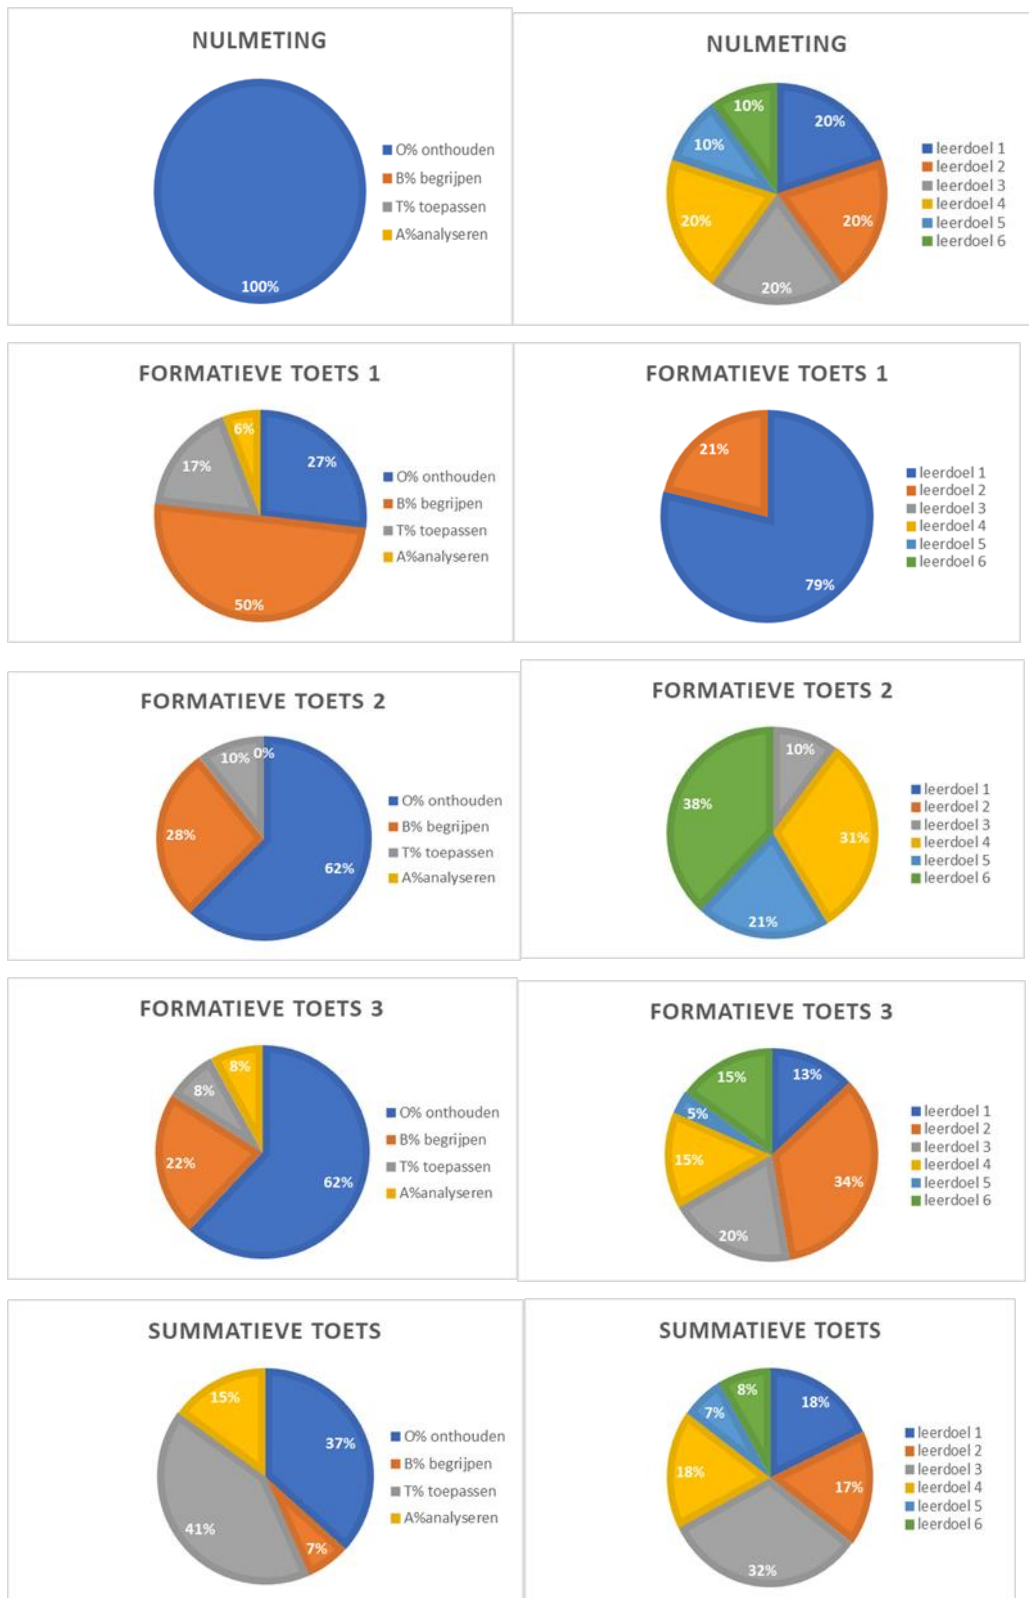 NULMETING
100%
O% onthouden
B% begrijpen
T% toepassen
A%analyseren
NULMETING
10%
20%
10%
20%
20%
20%
leerdoel 1
leerdoel 2
leerdoel 3
leerdoel 4
leerdoel 5
leerdoel 6
FORMATIEVE TOETS 1
6%
27%
17%
50%
O% onthouden
B% begrijpen
T% toepassen
A%analyseren
FORMATIEVE TOETS 1
21%
79%
leerdoel 1
leerdoel 2
leerdoel 3
leerdoel 4
leerdoel 5
leerdoel 6
FORMATIEVE TOETS 2
10%
0%
28%
62%
O% onthouden
B% begrijpen
T% toepassen
A%analyseren
FORMATIEVE TOETS 2
10%
38%
31%
21%
leerdoel 1
leerdoel 2
leerdoel 3
leerdoel 4
leerdoel 5
leerdoel 6
FORMATIEVE TOETS 3
8%
8%
22%
62%
O% onthouden
B% begrijpen
T% toepassen
A%analyseren
FORMATIEVE TOETS 3
15%
13%
5%
15%
34%
20%
leerdoel 1
leerdoel 2
leerdoel 3
leerdoel 4
leerdoel 5
leerdoel 6
SUMMATIEVE TOETS
15%
37%
41%
7%
O% onthouden
B% begrijpen
T% toepassen
A%analyseren
SUMMATIEVE TOETS
8%
18%
7%
18%
17%
32%
leerdoel 1
leerdoel 2
leerdoel 3
leerdoel 4
leerdoel 5
leerdoel 6